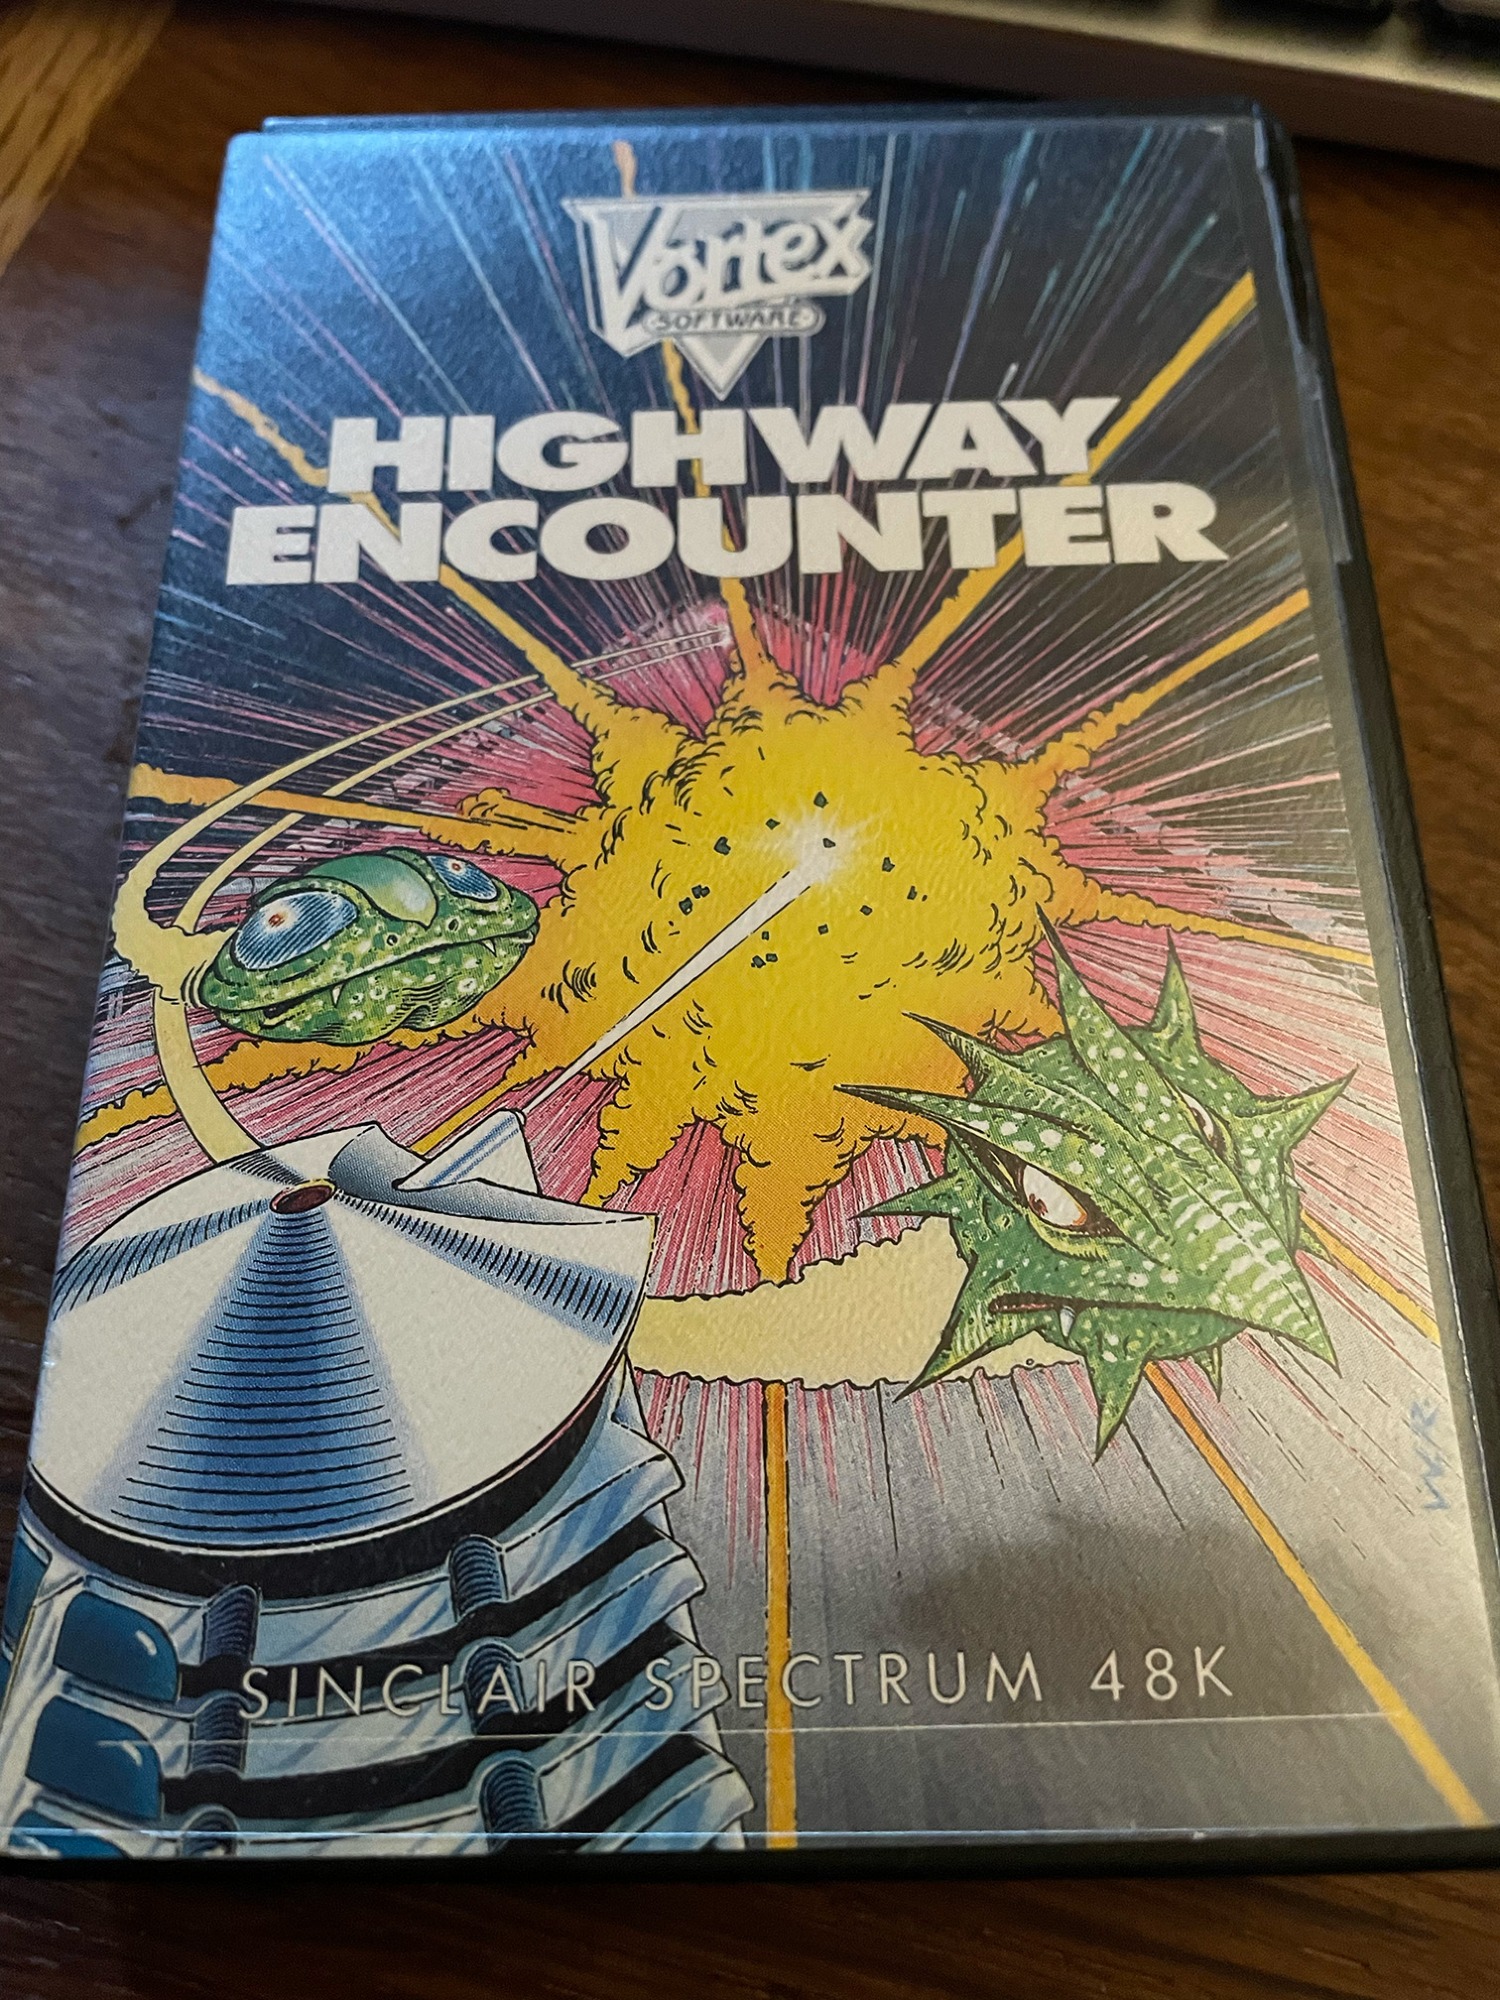 Vortex
SOFTWARE
HIGHWAY
ENCOUNTER
SINCLAIR SPECTRUM 48K